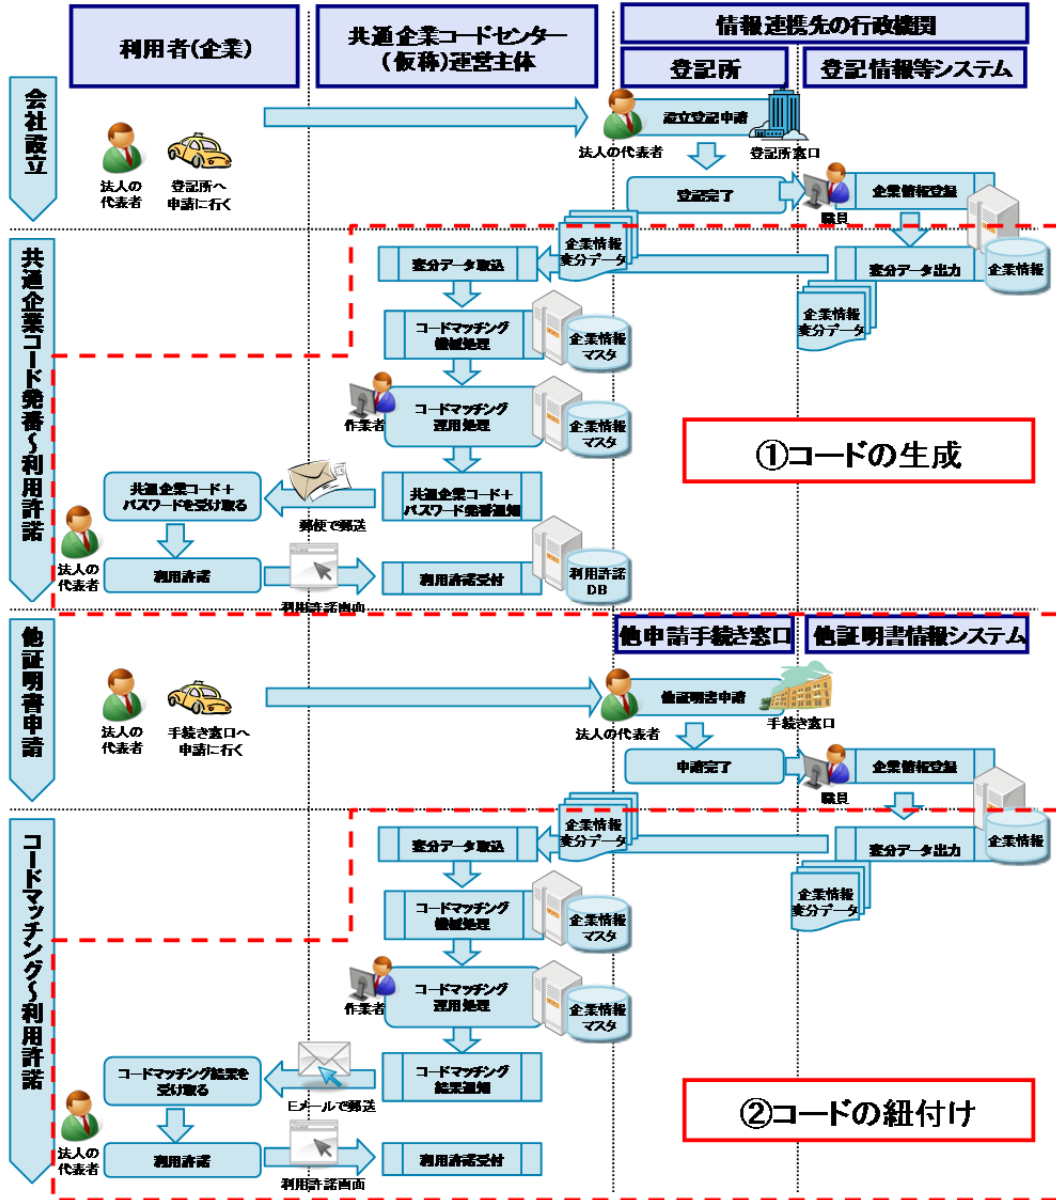 利用者(企業)
共通企業コードセンター
(仮称)運営主体
情報連携先の行政機関
登記所
登記情報等システム
会社設立
法人の
代表者
登記所へ
申請に行く
設立登記申請
法人の代表者
登記所窓口
登記完了
職員
企業情報登録
共通企業コード発番～利用許諾
変分データ取込
企業情報
変分データ
変分データ出力
企業情報
企業情報
変分データ
コードマッチング
機械処理
企業情報
マスタ
作業者
コードマッチング
運用処理
企業情報
マスタ
①コードの生成
共通企業コード＋
パスワードを受け取る
郵便で郵送
共通企業コード＋
パスワード発番通知
法人の
代表者
利用許諾
利用許諾画面
利用許諾受付
利用許諾
DB
他証明書申請
他申請手続き窓口
他証明書情報システム
法人の
代表者
手続き窓口へ
申請に行く
他証明書申請
法人の代表者
手続き窓口
申請完了
職員
企業情報登録
コードマッチング～利用許諾
変分データ取込
企業情報
変分データ
変分データ出力
企業情報
企業情報
変分データ
コードマッチング
機械処理
企業情報
マスタ
作業者
コードマッチング
運用処理
企業情報
マスタ
コードマッチング結果を
受け取る
Eメールで郵送
コードマッチング
結果通知
②コードの紐付け
法人の
代表者
利用許諾
利用許諾画面
利用許諾受付